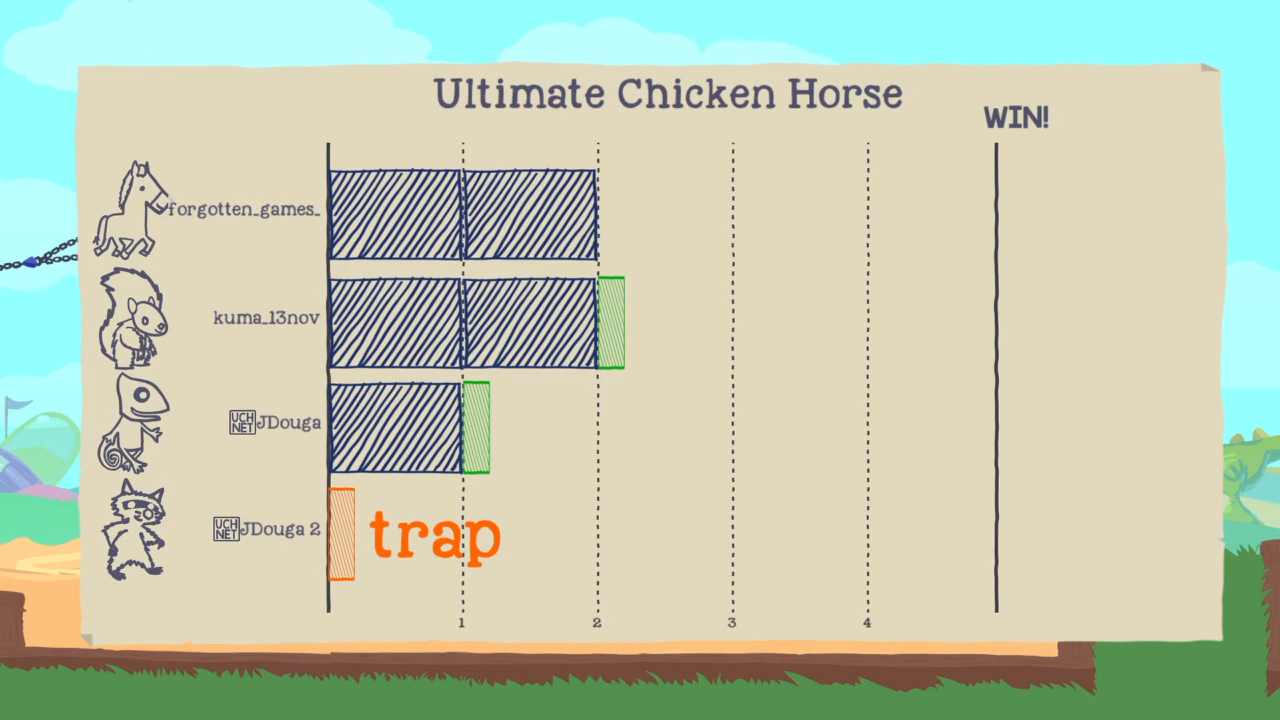 Ultimate Chicken Horse
WIN!
forgotten_games_
kuma_13nov
UCH NET JDouga
UCH NET JDouga 2
trap
1 2 3 4